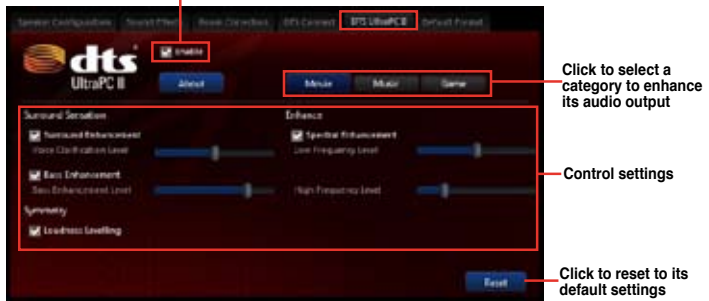 Speaker Configuration Sound Effects Room Correction DTS Connect DTS UltraPC II Default Format
dts
UltraPC II
Enable
About
Movie Music Game
Click to select a
category to enhance
its audio output
Surround Sensation
Enhance
Surround Enhancement
Spectral Enhancement
Voice Clarification Level
Low Frequency Level
Control settings
Bass Enhancement
Bass Enhancement Level
High Frequency Level
Symmetry
Loudness Levelling
Reset
Click to reset to its
default settings